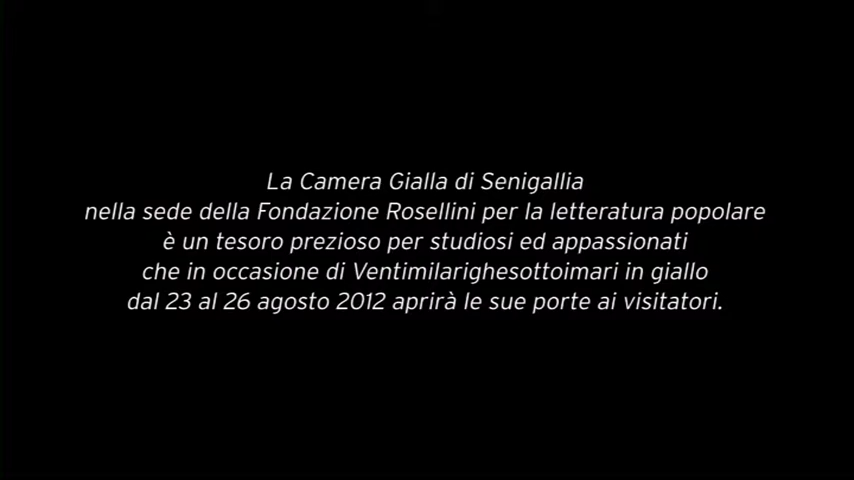 La Camera Gialla di Senigallia
nella sede della Fondazione Rosellini per la letteratura popolare
è un tesoro prezioso per studiosi ed appassionati
che in occasione di Ventimilarighesottoimari in giallo
dal 23 al 26 agosto 2012 aprirà le sue porte ai visitatori.